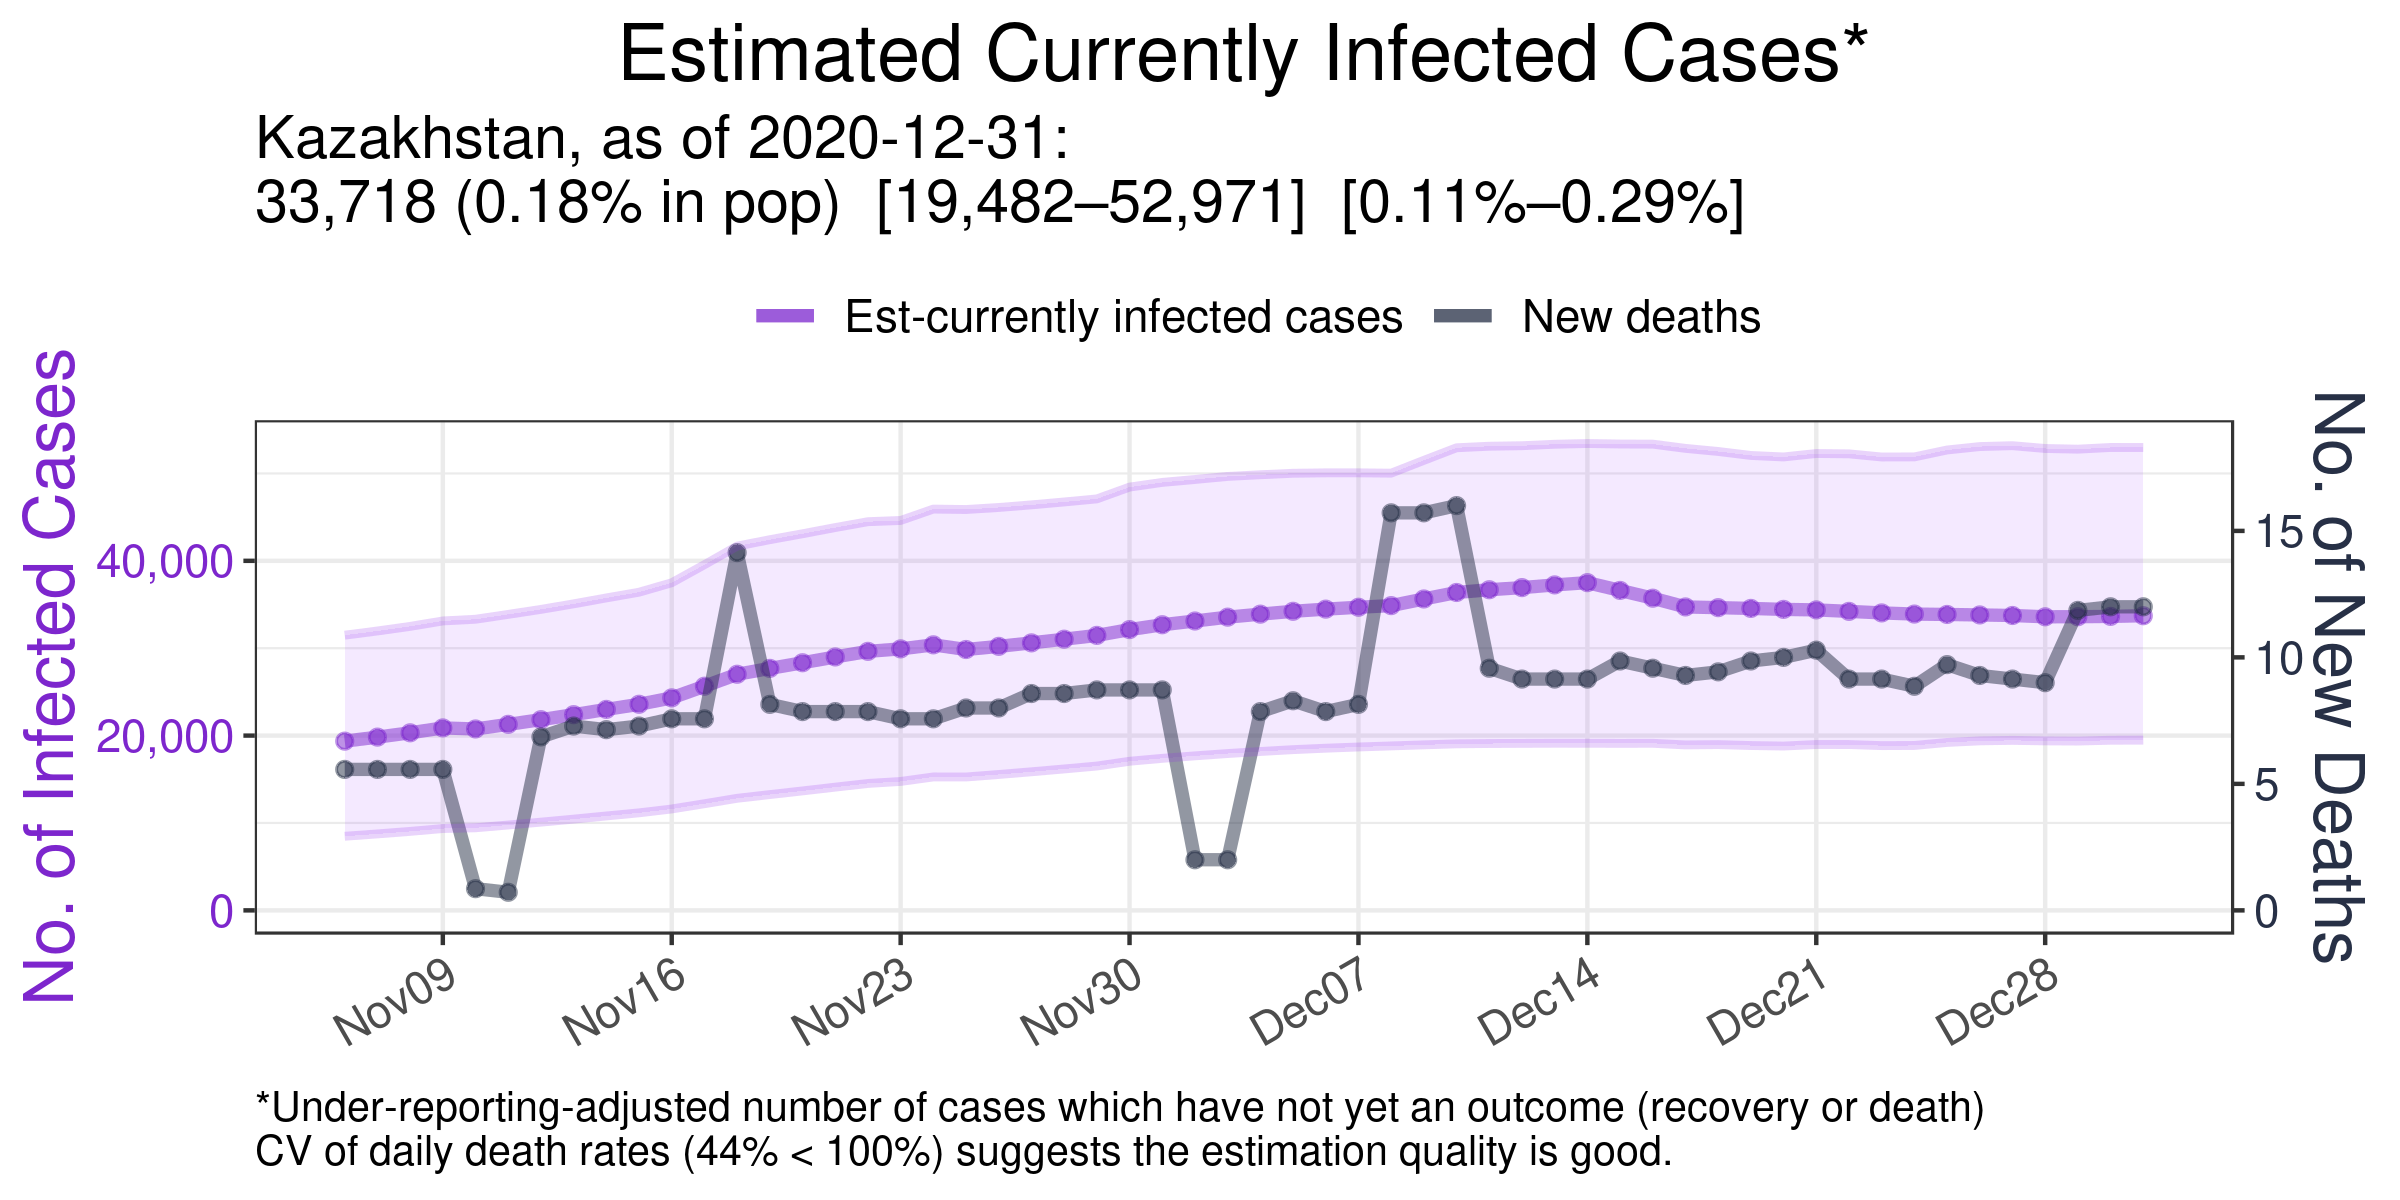 Estimated Currently Infected Cases*
Kazakhstan, as of 2020-12-31:
33,718 (0.18% in pop)  [19,482–52,971]  [0.11%–0.29%]
Est-currently infected cases
New deaths
No. of Infected Cases
40,000
20,000
0
15
10
5
0
No. of New Deaths
Nov09
Nov16
Nov23
Nov30
Dec07
Dec14
Dec21
Dec28
*Under-reporting-adjusted number of cases which have not yet an outcome (recovery or death)
CV of daily death rates (44% < 100%) suggests the estimation quality is good.